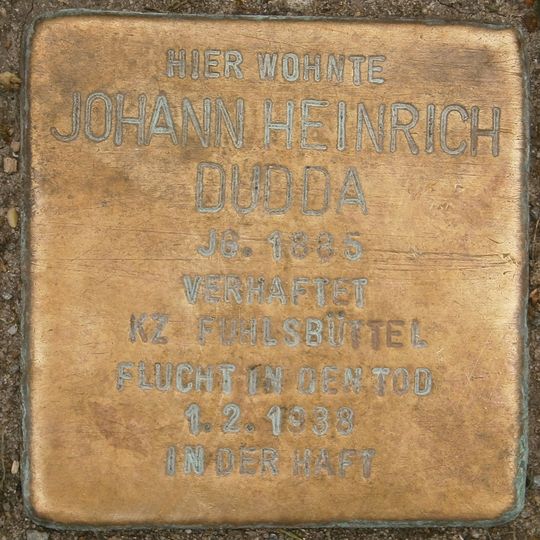 HIER WOHNTE
JOHANN HEINRICH
DUDDA
JG. 1885
VERHAFTET
KZ FUHLSBÜTTEL
FLUCHT IN DEN TOD
1.2.1938
IN DER HAFT